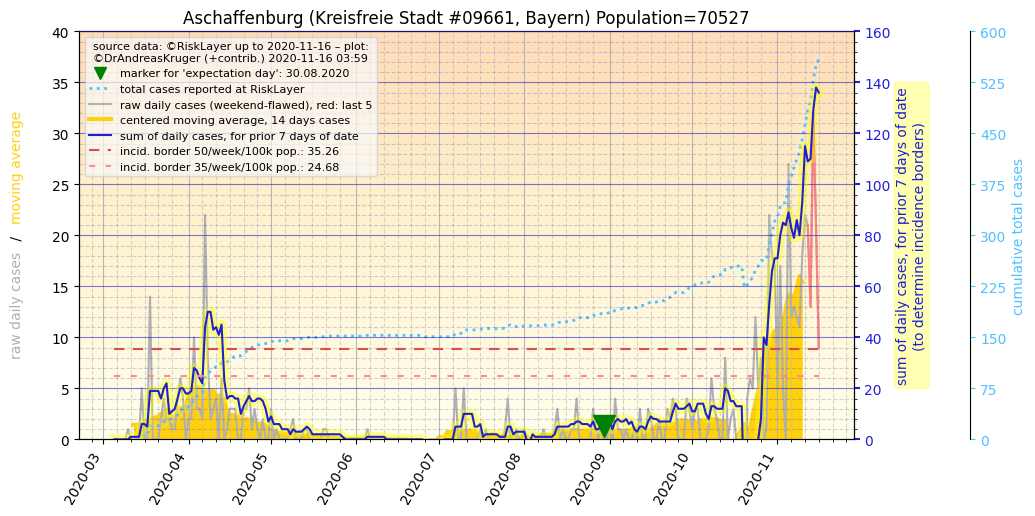 Aschaffenburg (Kreisfreie Stadt #09661, Bayern) Population=70527
source data: ©RiskLayer up to 2020-11-16 – plot:
©DrAndreasKruger (+contrib.) 2020-11-16 03:59
marker for 'expectation day': 30.08.2020
total cases reported at RiskLayer
raw daily cases (weekend-flawed), red: last 5
centered moving average, 14 days cases
sum of daily cases, for prior 7 days of date
incid. border 50/week/100k pop.: 35.26
incid. border 35/week/100k pop.: 24.68
raw daily cases / moving average
40
35
30
25
20
15
10
5
0
160
140
120
100
80
60
40
20
0
sum of daily cases, for prior 7 days of date
(to determine incidence borders)
600
525
450
375
300
225
150
75
0
cumulative total cases
2020-03
2020-04
2020-05
2020-06
2020-07
2020-08
2020-09
2020-10
2020-11